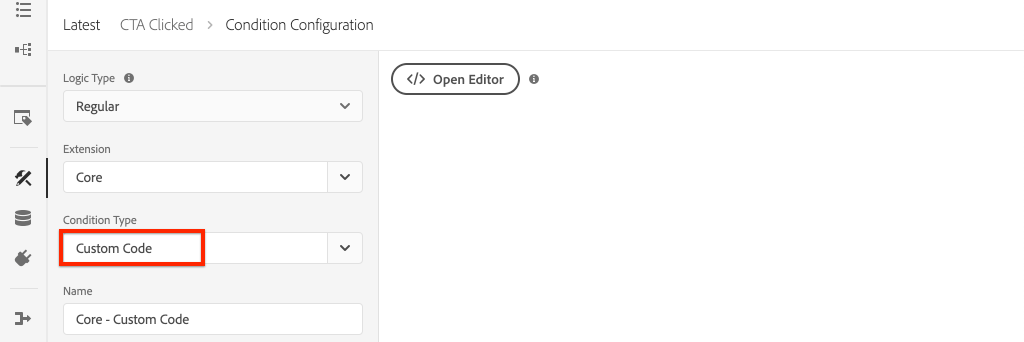 Latest CTA Clicked > Condition Configuration
Logic Type
Regular
Extension
Core
Condition Type
Custom Code
Name
Core - Custom Code
</> Open Editor